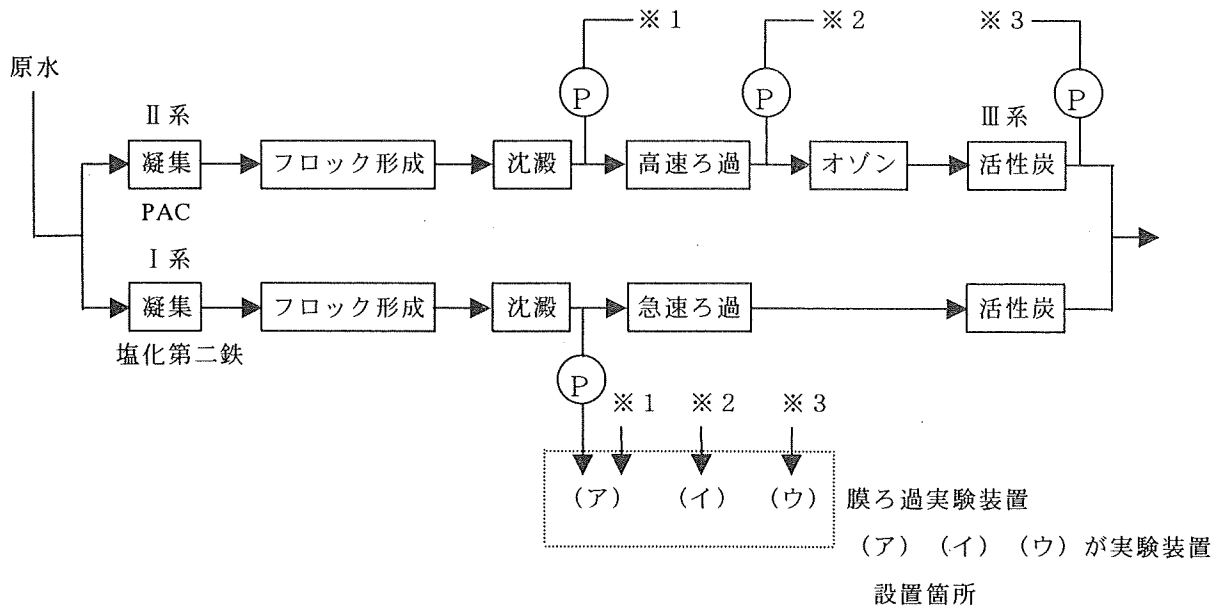 ※1
※2
※3
原水
P
P
P
Ⅱ系
Ⅲ系
凝集
フロック形成
沈澱
高速ろ過
オゾン
活性炭
PAC
Ⅰ系
凝集
フロック形成
沈澱
急速ろ過
活性炭
塩化第二鉄
P
※1
※2
※3
(ア)
(イ)
(ウ)
膜ろ過実験装置
(ア)(イ)(ウ)が実験装置
設置箇所